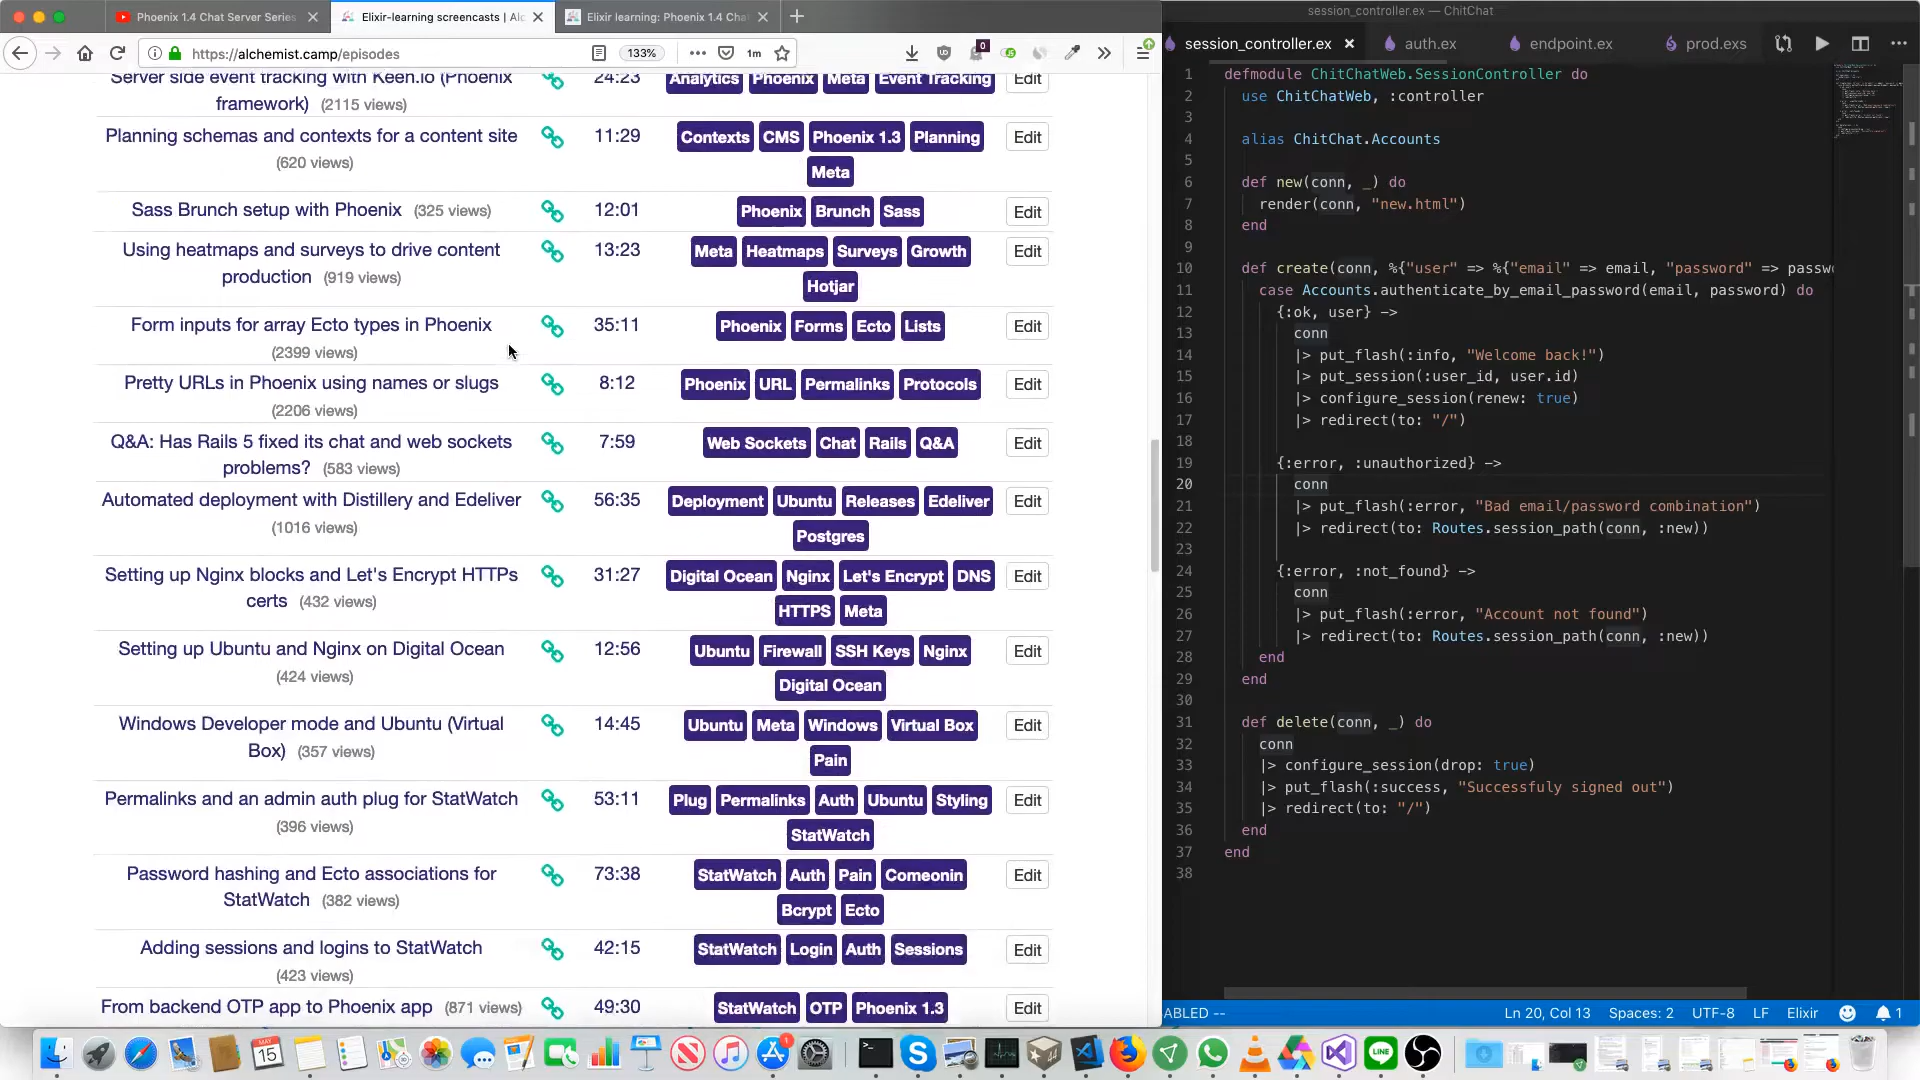 session_controller.ex — ChitChat
Phoenix 1.4 Chat Server Series
Elixir-learning screencasts | Alc
Elixir learning: Phoenix 1.4 Cha
https://alchemist.camp/episodes
133%
1m
0
session_controller.ex
auth.ex
endpoint.ex
prod.exs
Server side event tracking with Keen.io (Phoenix
framework) (2115 views)
24:23
Analytics Phoenix Meta Event Tracking
Edit
Planning schemas and contexts for a content site
(620 views)
11:29
Contexts CMS Phoenix 1.3 Planning
Meta
Edit
Sass Brunch setup with Phoenix (325 views)
12:01
Phoenix Brunch Sass
Edit
Using heatmaps and surveys to drive content
production (919 views)
13:23
Meta Heatmaps Surveys Growth
Hotjar
Edit
Form inputs for array Ecto types in Phoenix
(2399 views)
35:11
Phoenix Forms Ecto Lists
Edit
Pretty URLs in Phoenix using names or slugs
(2206 views)
8:12
Phoenix URL Permalinks Protocols
Edit
Q&A: Has Rails 5 fixed its chat and web sockets
problems? (583 views)
7:59
Web Sockets Chat Rails Q&A
Edit
Automated deployment with Distillery and Edeliver
(1016 views)
56:35
Deployment Ubuntu Releases Edeliver
Postgres
Edit
Setting up Nginx blocks and Let's Encrypt HTTPs
certs (432 views)
31:27
Digital Ocean Nginx Let's Encrypt DNS
HTTPS Meta
Edit
Setting up Ubuntu and Nginx on Digital Ocean
(424 views)
12:56
Ubuntu Firewall SSH Keys Nginx
Digital Ocean
Edit
Windows Developer mode and Ubuntu (Virtual
Box) (357 views)
14:45
Ubuntu Meta Windows Virtual Box
Pain
Edit
Permalinks and an admin auth plug for StatWatch
(396 views)
53:11
Plug Permalinks Auth Ubuntu Styling
StatWatch
Edit
Password hashing and Ecto associations for
StatWatch (382 views)
73:38
StatWatch Auth Pain Comeonin
Bcrypt Ecto
Edit
Adding sessions and logins to StatWatch
(423 views)
42:15
StatWatch Login Auth Sessions
Edit
From backend OTP app to Phoenix app (871 views)
49:30
StatWatch OTP Phoenix 1.3
Edit
1 defmodule ChitChatWeb.SessionController do
2 use ChitChatWeb, :controller
3
4 alias ChitChat.Accounts
5
6 def new(conn, _) do
7 render(conn, "new.html")
8 end
9
10 def create(conn, %{"user" => %{"email" => email, "password" => passw
11 case Accounts.authenticate_by_email_password(email, password) do
12 {:ok, user} ->
13 conn
14 |> put_flash(:info, "Welcome back!")
15 |> put_session(:user_id, user.id)
16 |> configure_session(renew: true)
17 |> redirect(to: "/")
18
19 {:error, :unauthorized} ->
20 conn
21 |> put_flash(:error, "Bad email/password combination")
22 |> redirect(to: Routes.session_path(conn, :new))
23
24 {:error, :not_found} ->
25 conn
26 |> put_flash(:error, "Account not found")
27 |> redirect(to: Routes.session_path(conn, :new))
28 end
29 end
30
31 def delete(conn, _) do
32 conn
33 |> configure_session(drop: true)
34 |> put_flash(:success, "Successfuly signed out")
35 |> redirect(to: "/")
36 end
37 end
38
ABLED --
Ln 20, Col 13
Spaces: 2
UTF-8
LF
Elixir
1
MAY
15
1
LINE